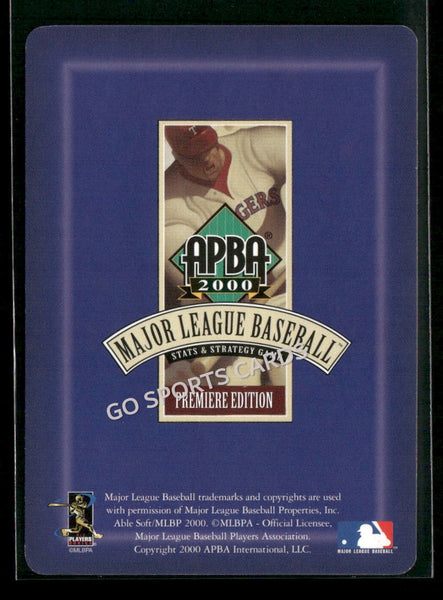 T
GERS
APBA®
2000
MAJOR LEAGUE BASEBALL™
STATS & STRATEGY GAME
GO SPORTS CARDS
PREMIERE EDITION
Major League Baseball trademarks and copyrights are used
with permission of Major League Baseball Properties, Inc.
Able Soft/MLBP 2000. ©MLBPA - Official Licensee,
Major League Baseball Players Association.
Copyright 2000 APBA International, LLC.
PLAYERS
©MLBPA
MAJOR LEAGUE BASEBALL™